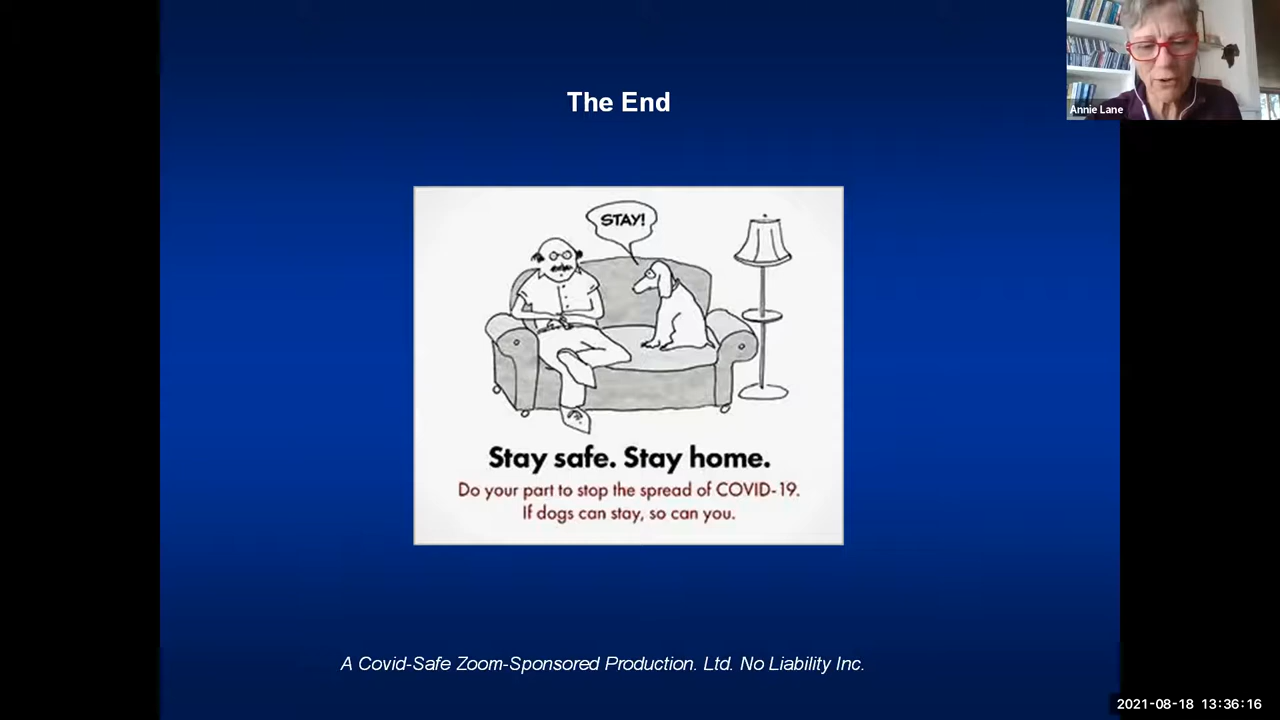 The End
Annie Lane
STAY!
Stay safe. Stay home.
Do your part to stop the spread of COVID-19.
If dogs can stay, so can you.
A Covid-Safe Zoom-Sponsored Production. Ltd. No Liability Inc.
2021-08-18 13:36:16